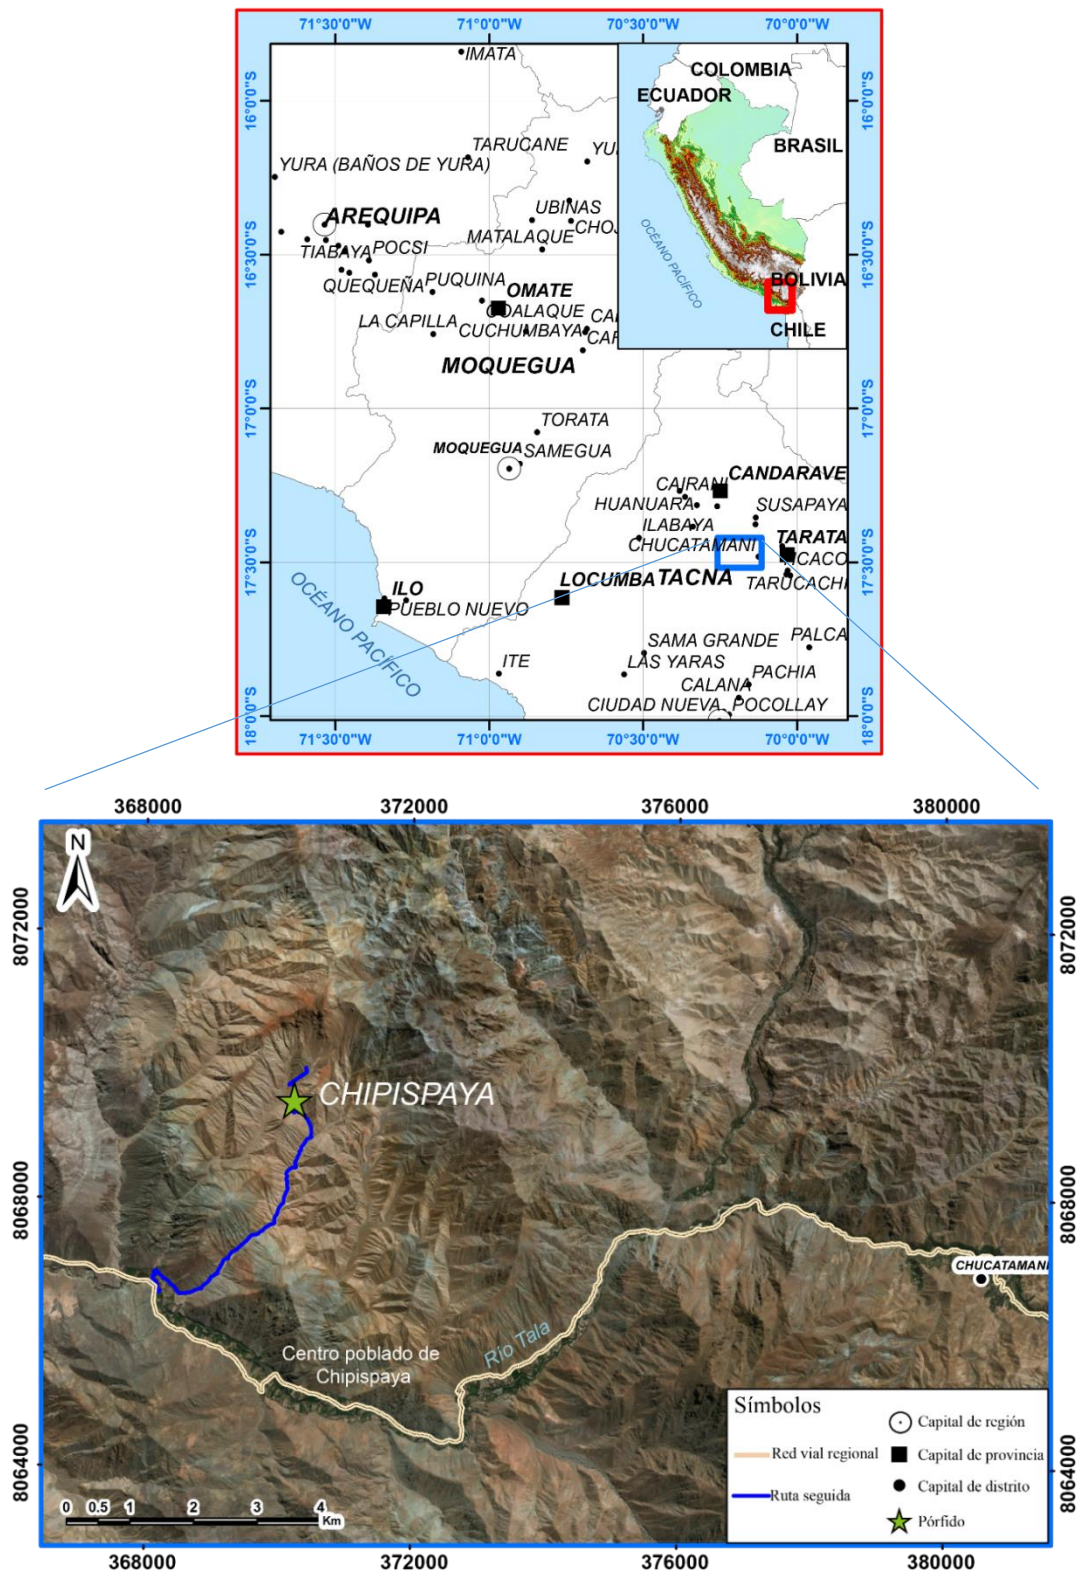 71°30'0"W 71°0'0"W 70°30'0"W 70°0'0"W
16°0'0"S
16°30'0"S
17°0'0"S
17°30'0"S
18°0'0"S
IMATA
TARUCANE
YURA (BAÑOS DE YURA)
AREQUIPA
UBINAS
MATALAQUE
TIABAYA
POCSI
QUEQUEÑA
PUQUINA
OMATE
LA CAPILLA
CUCHUMBAYA
MOQUEGUA
TORATA
MOQUEGUA
SAMEGUA
CANDARAVE
CAIRANI
HUANUARA
SUSAPAYA
ILABAYA
CHUCATAMANI
TARATA
TICACO
TARUCACHI
LOCUMBA
TACNA
ILO
PUEBLO NUEVO
OCÉANO PACÍFICO
SAMA GRANDE
PALCA
ITE
LAS YARAS
PACHIA
CALANA
CIUDAD NUEVA
POCOLLAY
COLOMBIA
ECUADOR
BRASIL
OCÉANO PACÍFICO
BOLIVIA
CHILE
16°0'0"S
16°30'0"S
17°0'0"S
17°30'0"S
18°0'0"S
71°30'0"W 71°0'0"W 70°30'0"W 70°0'0"W
368000 372000 376000 380000
N
8072000
8068000
8064000
CHIPISPAYA
CHUCATAMANI
Río Tala
Centro poblado de
Chipispaya
Símbolos
Red vial regional
Ruta seguida
Capital de región
Capital de provincia
Capital de distrito
Pórfido
0 0.5 1 2 3 4
Km
8072000
8068000
8064000
368000 372000 376000 380000